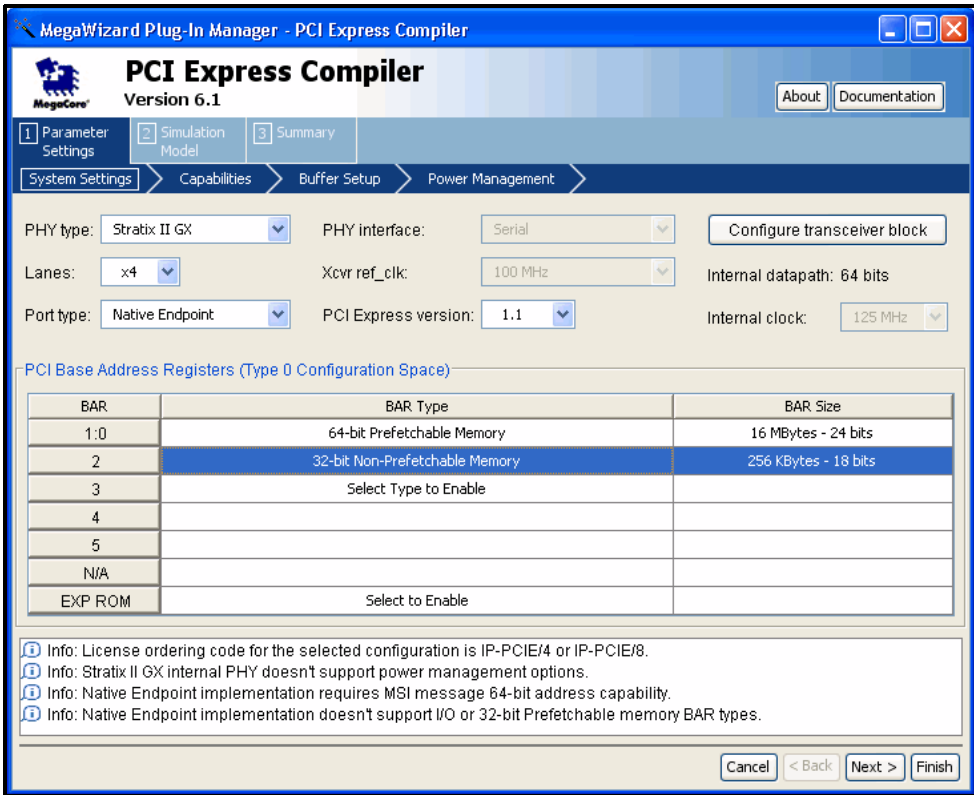 MegaWizard Plug-In Manager - PCI Express Compiler
MegaCore®
PCI Express Compiler
Version 6.1
About Documentation
1 Parameter Settings
2 Simulation Model
3 Summary
System Settings Capabilities Buffer Setup Power Management
PHY type: Stratix II GX PHY interface: Serial Configure transceiver block
Lanes: x4 Xcvr ref_clk: 100 MHz Internal datapath: 64 bits
Port type: Native Endpoint PCI Express version: 1.1 Internal clock: 125 MHz
PCI Base Address Registers (Type 0 Configuration Space)
BAR BAR Type BAR Size
1:0 64-bit Prefetchable Memory 16 MBytes - 24 bits
2 32-bit Non-Prefetchable Memory 256 KBytes - 18 bits
3 Select Type to Enable
4
5
N/A
EXP ROM Select to Enable
Info: License ordering code for the selected configuration is IP-PCIE/4 or IP-PCIE/8.
Info: Stratix II GX internal PHY doesn't support power management options.
Info: Native Endpoint implementation requires MSI message 64-bit address capability.
Info: Native Endpoint implementation doesn't support I/O or 32-bit Prefetchable memory BAR types.
Cancel < Back Next > Finish